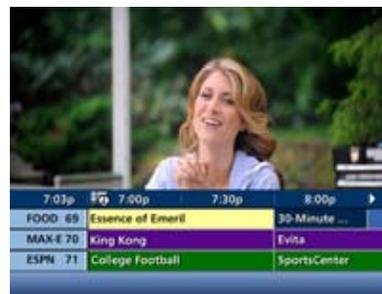 7:03p 7:00p 7:30p 8:00p
FOOD 69 Essence of Emeril 30-Minute ...
MAX-E 70 King Kong Evita
ESPN 71 College Football SportsCenter